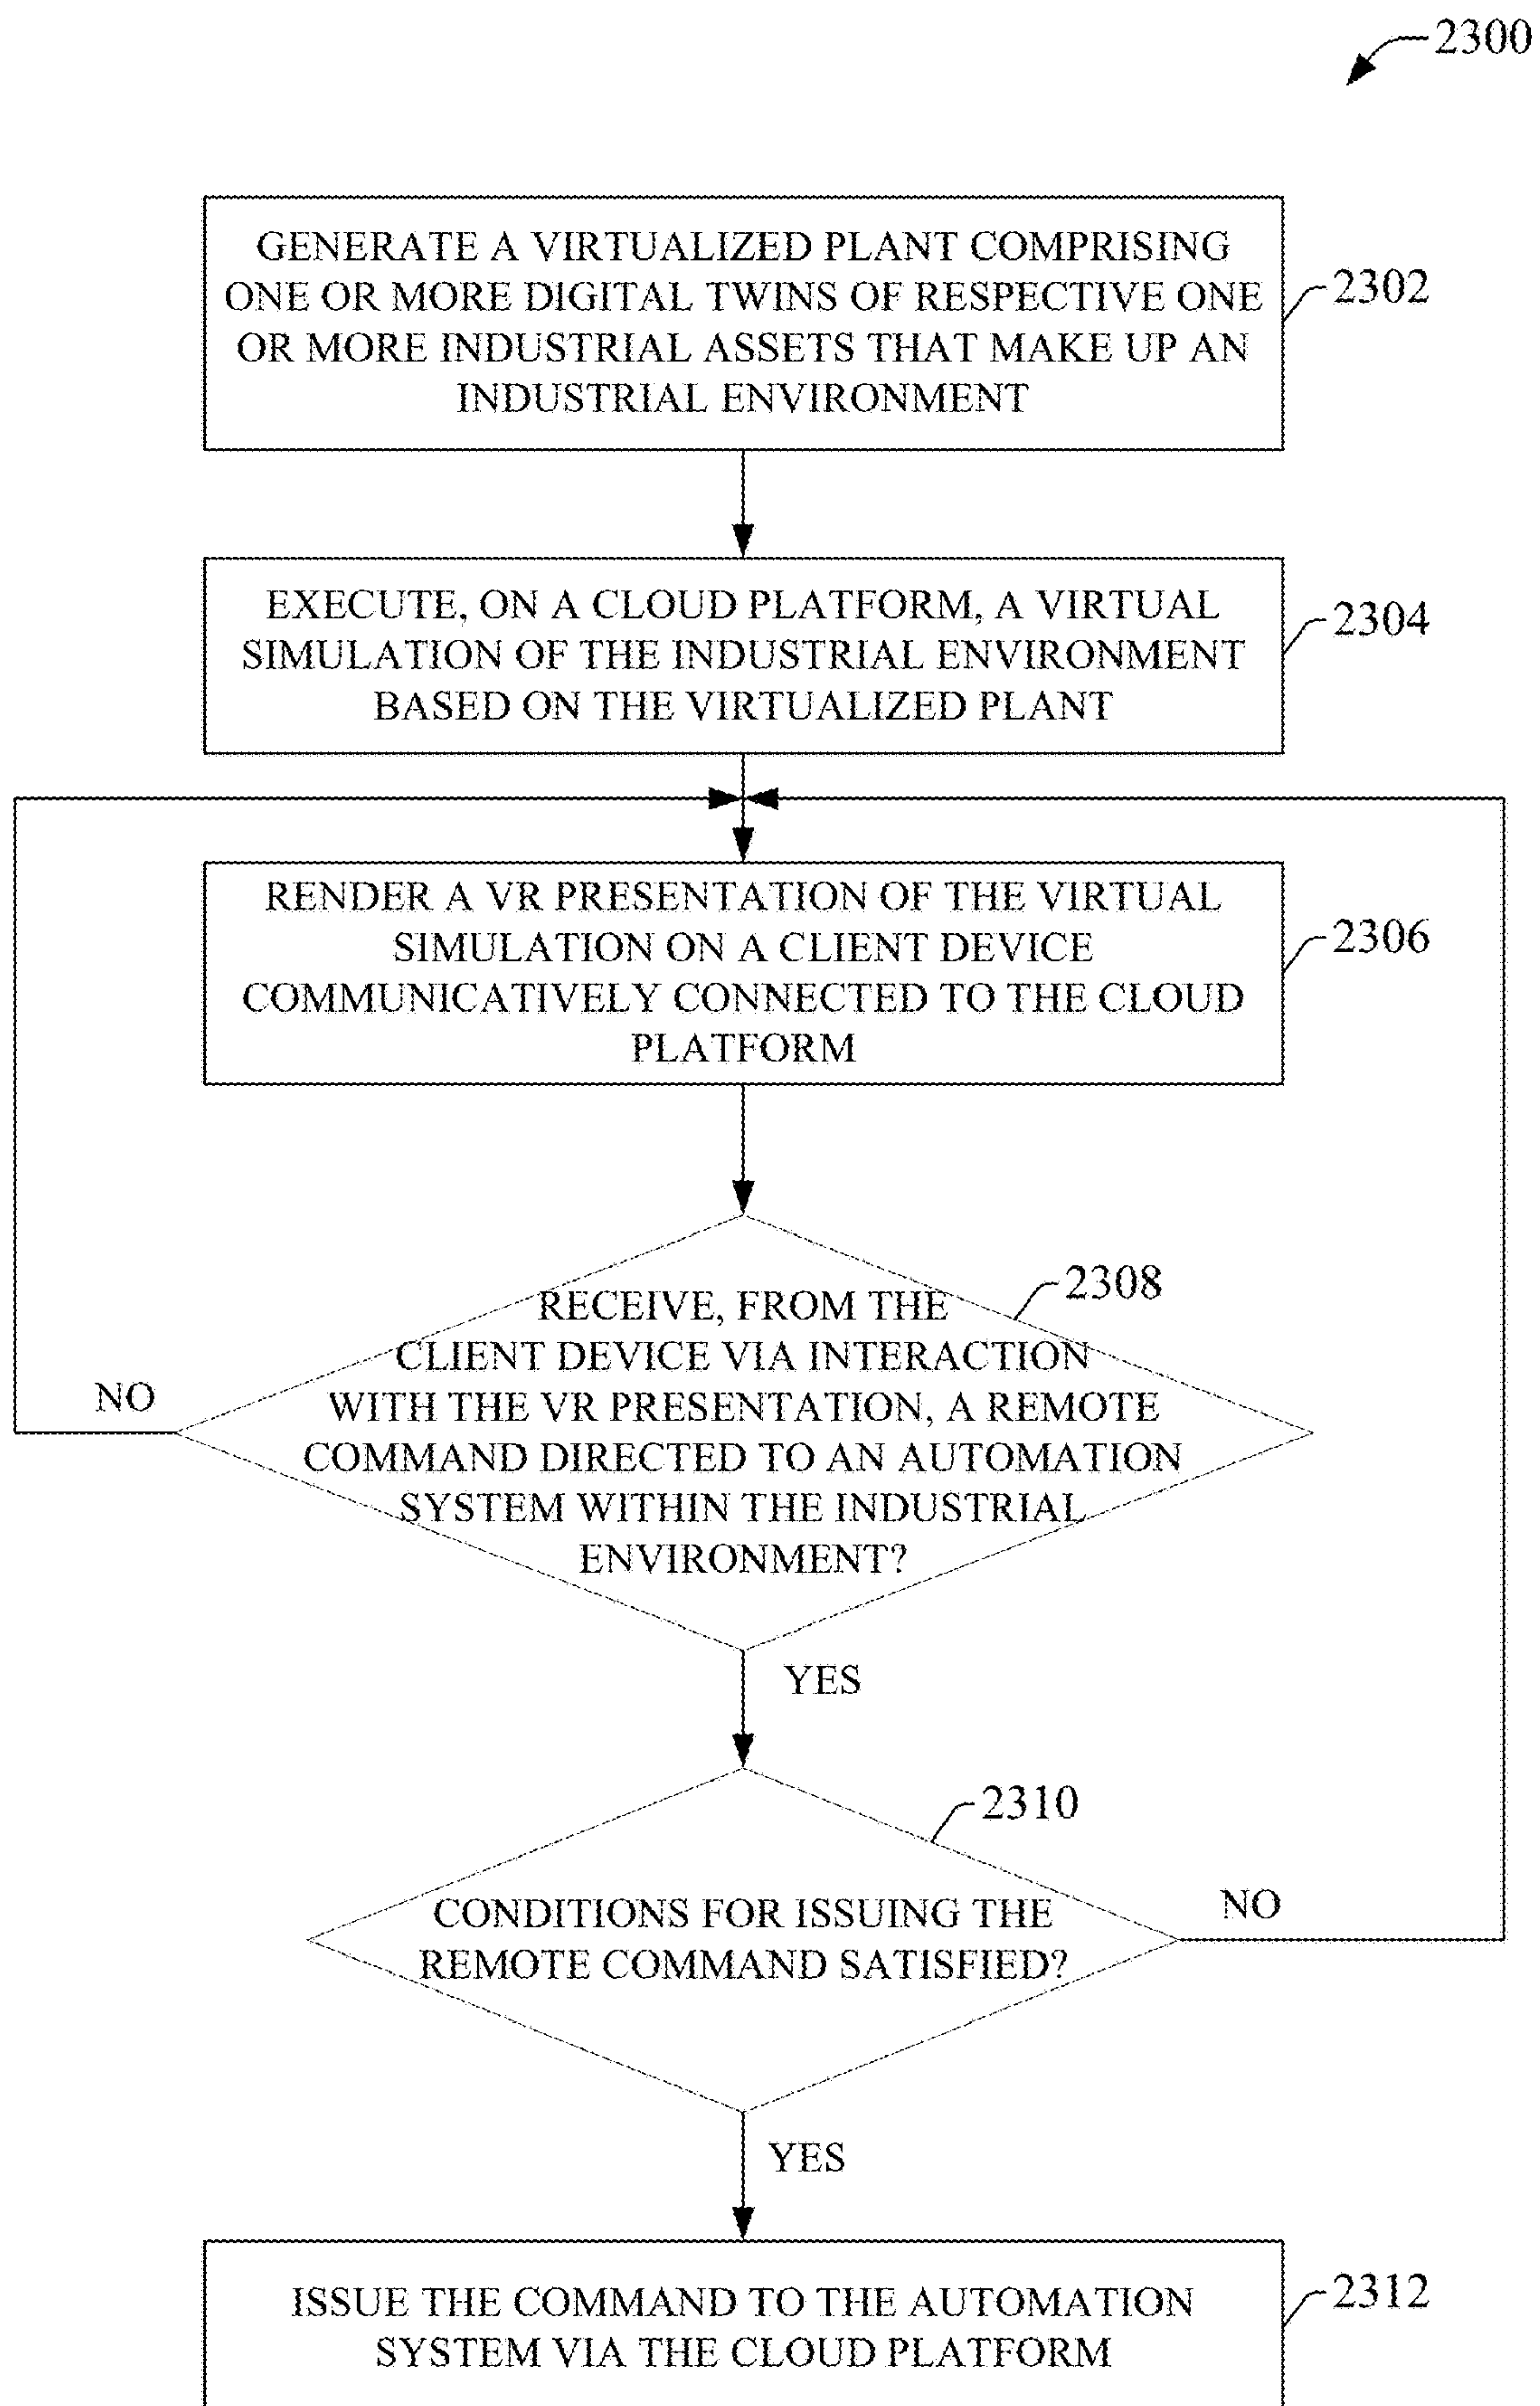 2300
GENERATE A VIRTUALIZED PLANT COMPRISING
ONE OR MORE DIGITAL TWINS OF RESPECTIVE ONE
OR MORE INDUSTRIAL ASSETS THAT MAKE UP AN
INDUSTRIAL ENVIRONMENT
2302
EXECUTE, ON A CLOUD PLATFORM, A VIRTUAL
SIMULATION OF THE INDUSTRIAL ENVIRONMENT
BASED ON THE VIRTUALIZED PLANT
2304
RENDER A VR PRESENTATION OF THE VIRTUAL
SIMULATION ON A CLIENT DEVICE
COMMUNICATIVELY CONNECTED TO THE CLOUD
PLATFORM
2306
RECEIVE, FROM THE
CLIENT DEVICE VIA INTERACTION
WITH THE VR PRESENTATION, A REMOTE
COMMAND DIRECTED TO AN AUTOMATION
SYSTEM WITHIN THE INDUSTRIAL
ENVIRONMENT?
2308
NO
YES
CONDITIONS FOR ISSUING THE
REMOTE COMMAND SATISFIED?
2310
NO
YES
ISSUE THE COMMAND TO THE AUTOMATION
SYSTEM VIA THE CLOUD PLATFORM
2312